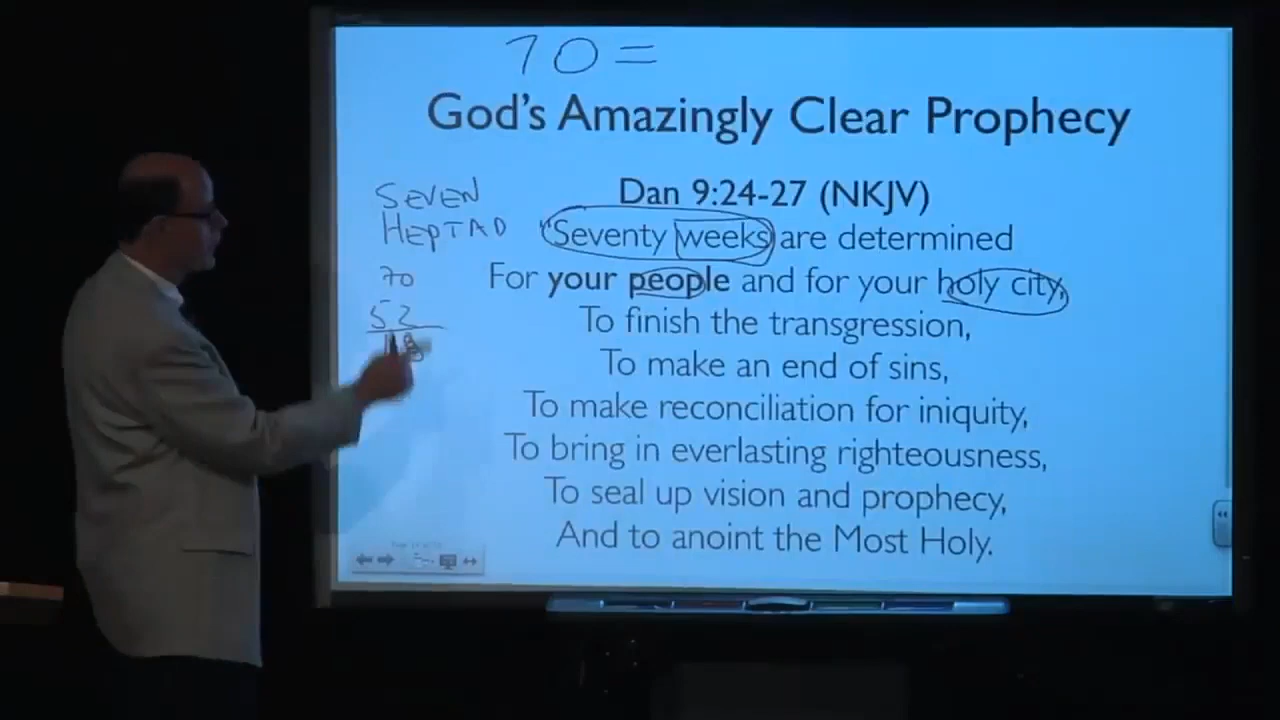 70=
God's Amazingly Clear Prophecy
Dan 9:24-27 (NKJV)
SEVEN
HEPTAD
70
52
18
"Seventy weeks are determined
For your people and for your holy city,
To finish the transgression,
To make an end of sins,
To make reconciliation for iniquity,
To bring in everlasting righteousness,
To seal up vision and prophecy,
And to anoint the Most Holy.